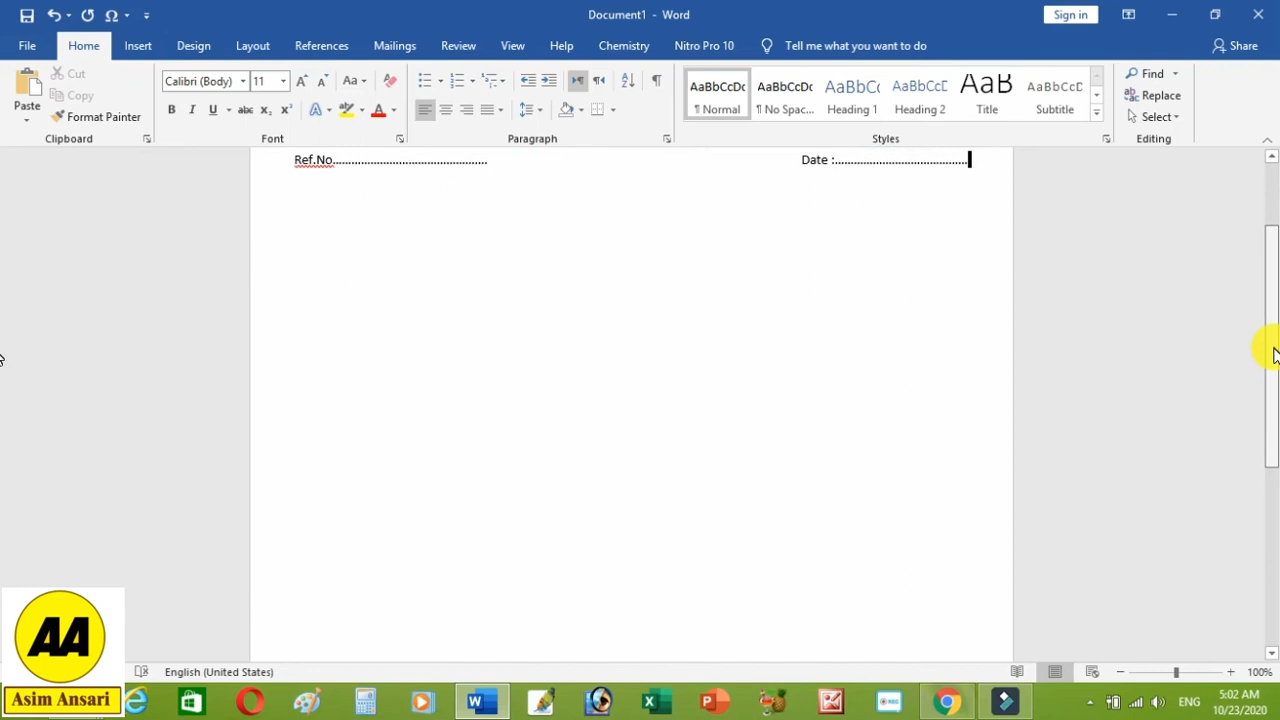 Document1 - Word
Sign in
File Home Insert Design Layout References Mailings Review View Help Chemistry Nitro Pro 10 Tell me what you want to do Share
Paste
Cut
Copy
Format Painter
Clipboard
Calibri (Body) 11
Font
Paragraph
AaBbCcDc AaBbCcDc AaBbC AaBbCc AaB AaBbCcD
¶ Normal ¶ No Spac... Heading 1 Heading 2 Title Subtitle
Styles
Find
Replace
Select
Editing
Ref.No................................................. Date :..........................................
AA
Asim Ansari
English (United States)
100%
ENG
5:02 AM
10/23/2020